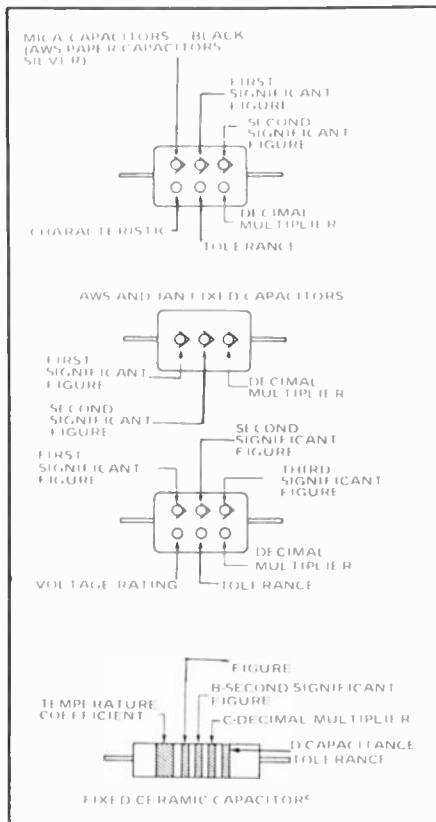 MICA CAPACITORS BLACK
(AWS PAPER CAPACITORS
SILVER)
FIRST
SIGNIFICANT
FIGURE
SECOND
SIGNIFICANT
FIGURE
DECIMAL
MULTIPLIER
CHARACTERISTIC
TOLERANCE
AWS AND JAN FIXED CAPACITORS
FIRST
SIGNIFICANT
FIGURE
DECIMAL
MULTIPLIER
SECOND
SIGNIFICANT
FIGURE
SECOND
SIGNIFICANT
FIGURE
FIRST
SIGNIFICANT
FIGURE
THIRD
SIGNIFICANT
FIGURE
DECIMAL
MULTIPLIER
VOLTAGE RATING
TOLERANCE
FIGURE
B-SECOND SIGNIFICANT
FIGURE
TEMPERATURE
COEFFICIENT
C-DECIMAL MULTIPLIER
D CAPACITANCE
TOLERANCE
FIXED CERAMIC CAPACITORS